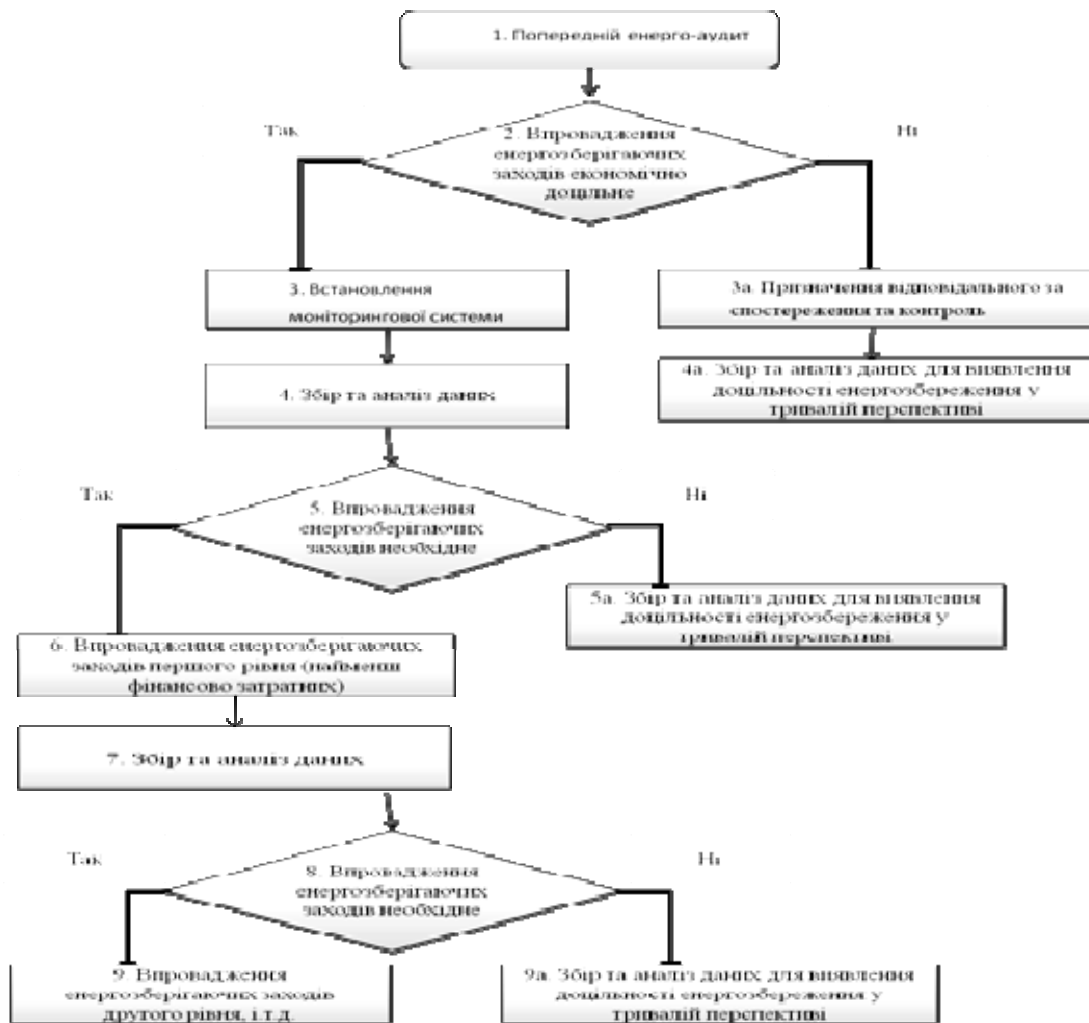 1. Попередній енерго-аудит
Так
Ні
2. Впровадження
енергозберігаючих
заходів економічно
доцільне
3. Встановлення
моніторингової системи
3а. Призначення відповідального за
спостереження та контроль
4. Збір та аналіз даних
4а. Збір та аналіз даних для виявлення
доцільності енергозбереження у
тривалій перспективі
Так
Ні
5. Впровадження
енергозберігаючих
заходів необхідне
5а. Збір та аналіз даних для виявлення
доцільності енергозбереження у
тривалій перспективі.
6. Впровадження енергозберігаючих
заходів першого рівня (найменш
фінансово затратних)
7. Збір та аналіз даних
Так
Ні
8. Впровадження
енергозберігаючих
заходів необхідне
9. Впровадження
енергозберігаючих заходів
другого рівня, і.т.д.
9а. Збір та аналіз даних для виявлення
доцільності енергозбереження у
тривалій перспективі